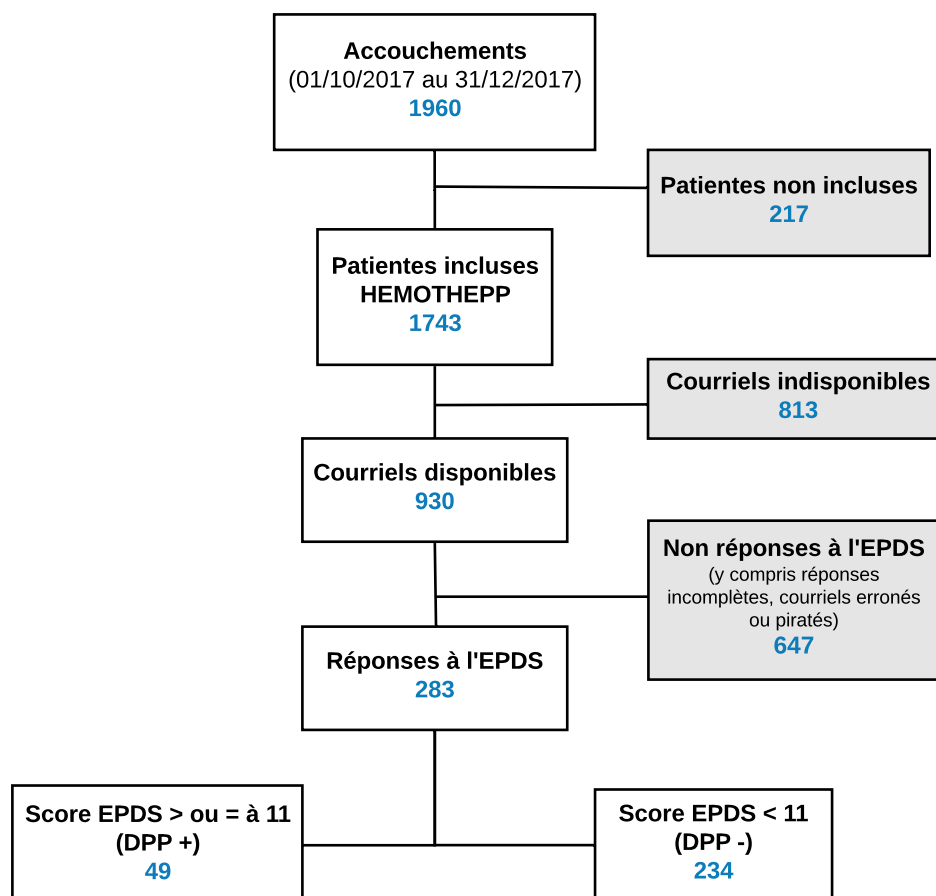 Accouchements
(01/10/2017 au 31/12/2017)
1960
Patientes non incluses
217
Patientes incluses
HEMOTHEPP
1743
Courriels indisponibles
813
Courriels disponibles
930
Non réponses à l'EPDS
(y compris réponses
incomplètes, courriels erronés
ou piratés)
647
Réponses à l'EPDS
283
Score EPDS > ou = à 11
(DPP +)
49
Score EPDS < 11
(DPP -)
234